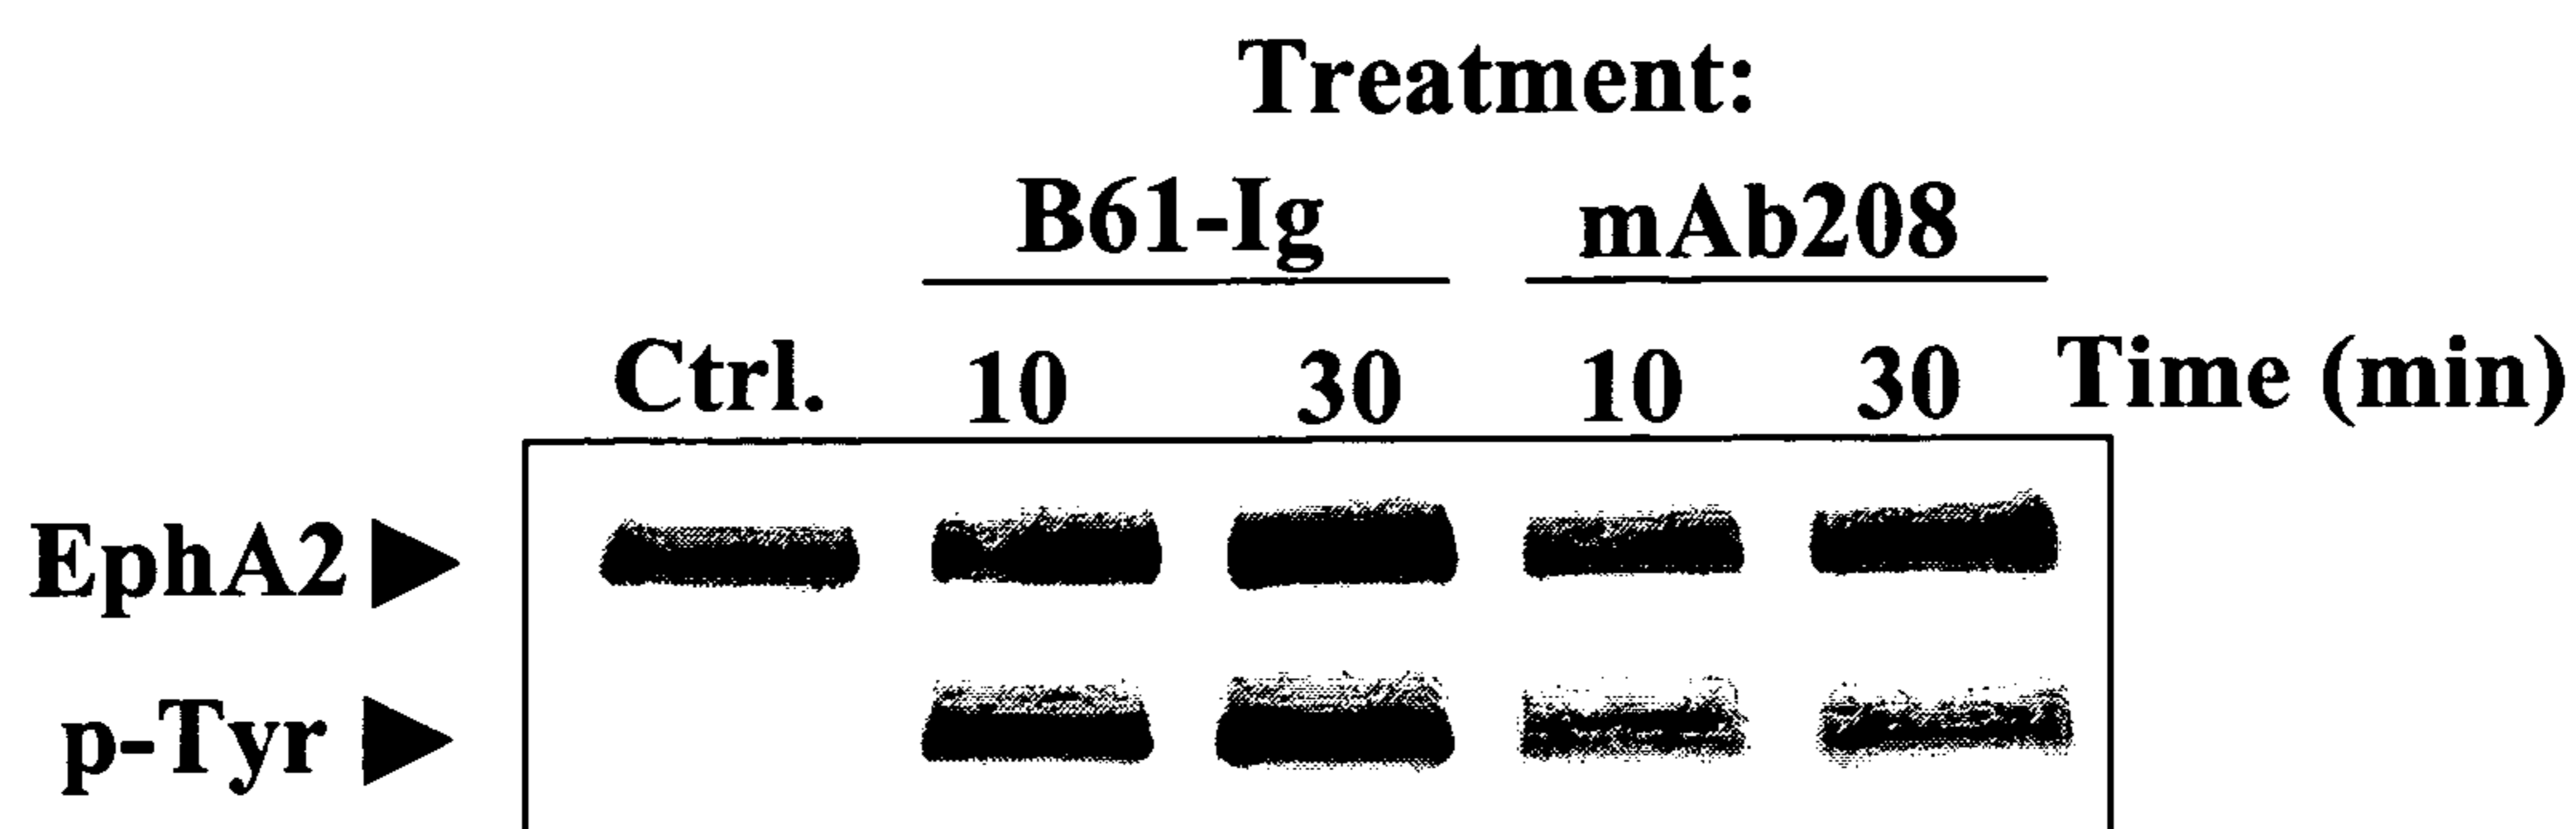 Treatment:
B61-Ig mAb208
Ctrl. 10 30 10 30 Time (min)
EphA2
p-Tyr